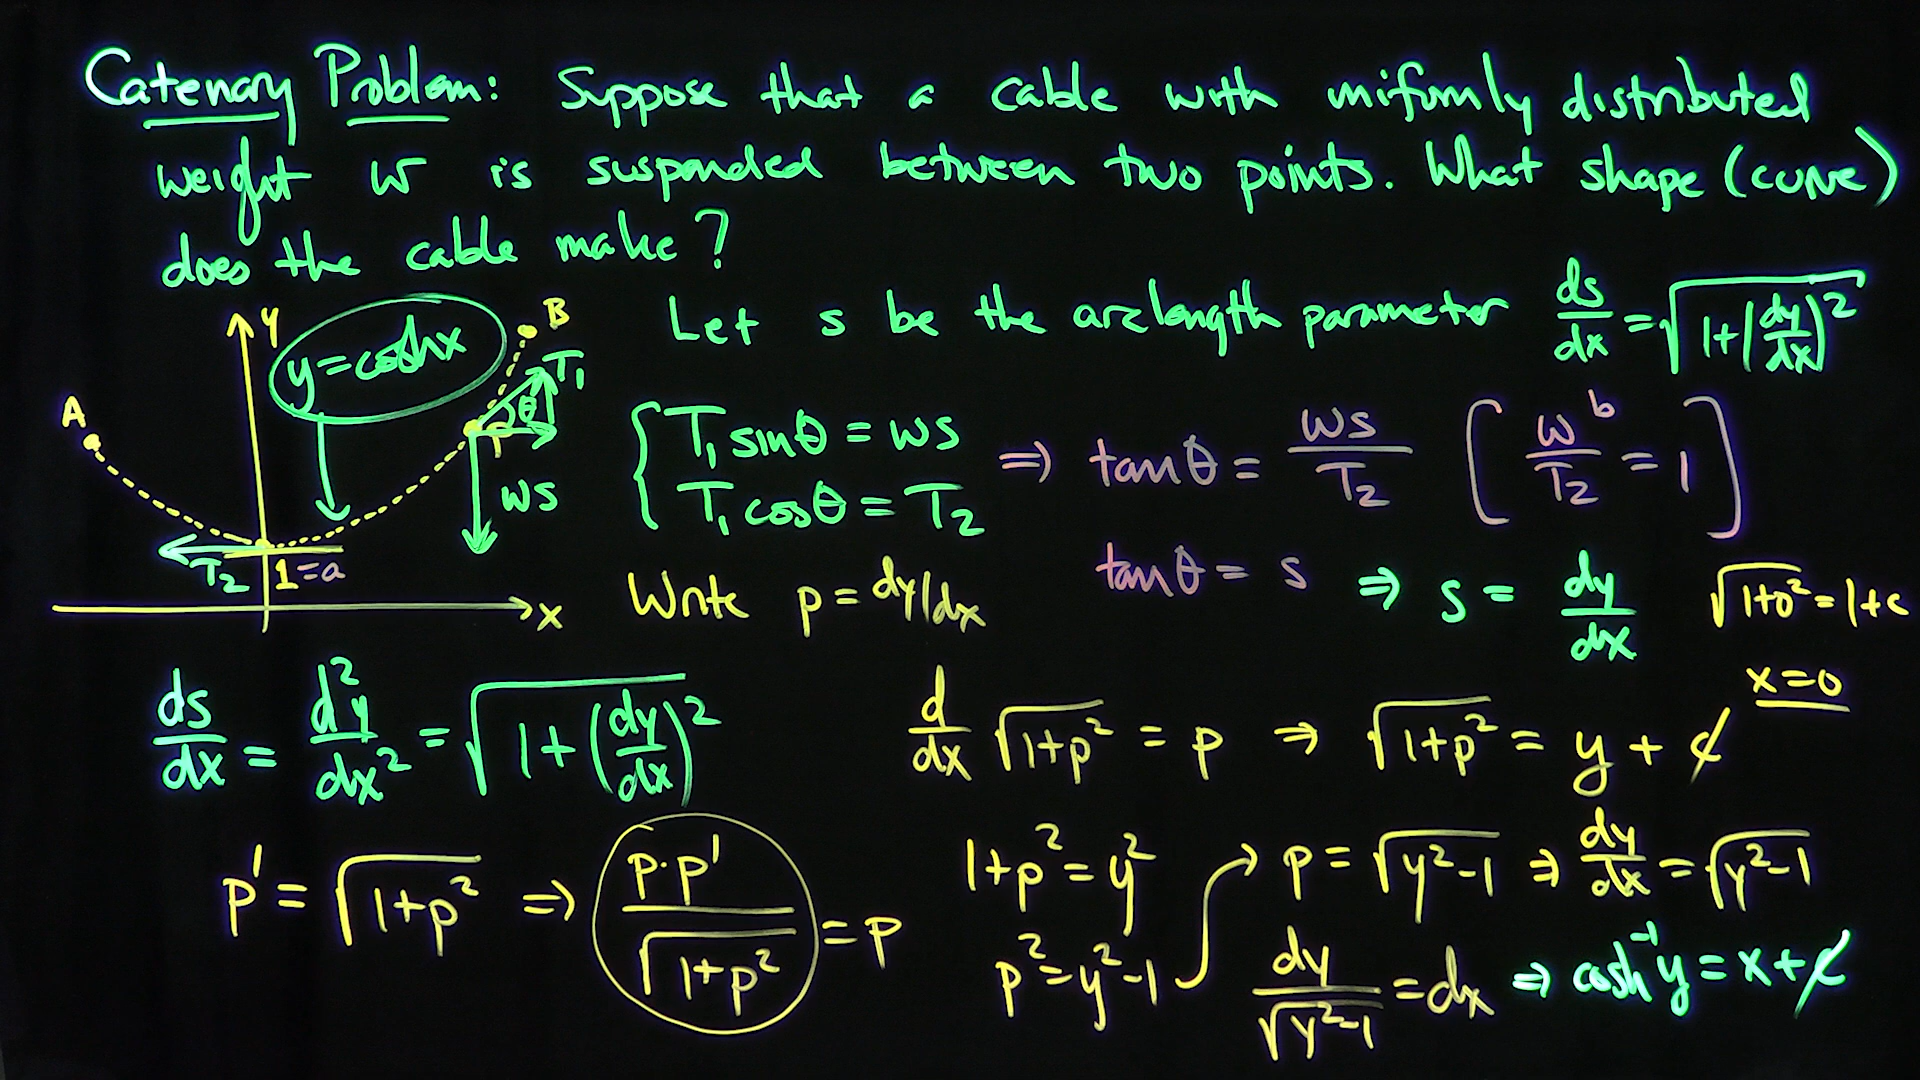 Catenary Problem: Suppose that a cable with uniformly distributed
weight w is suspended between two points. What shape (curve)
does the cable make?
Let s be the arclength parameter ds/dx = √(1+(dy/dx)²)
y
y=coshx
B
T₁
θ
A
P
ws
T₂
1=a
x
{ T₁ sinθ = ws
T₁ cosθ = T₂
⇒ tanθ = ws/T₂ [ w/T₂ = 1 ]
b
tanθ = s ⇒ s = dy/dx
Write p = dy/dx
√(1+0²) = 1+c
x=0
ds/dx = d²y/dx² = √(1+(dy/dx)²)
d/dx √(1+p²) = p ⇒ √(1+p²) = y + c
p' = √(1+p²) ⇒ p·p'/√(1+p²) = p
1+p² = y²
p² = y²-1
p = √(y²-1) ⇒ dy/dx = √(y²-1)
dy/√(y²-1) = dx ⇒ cosh⁻¹y = x+c